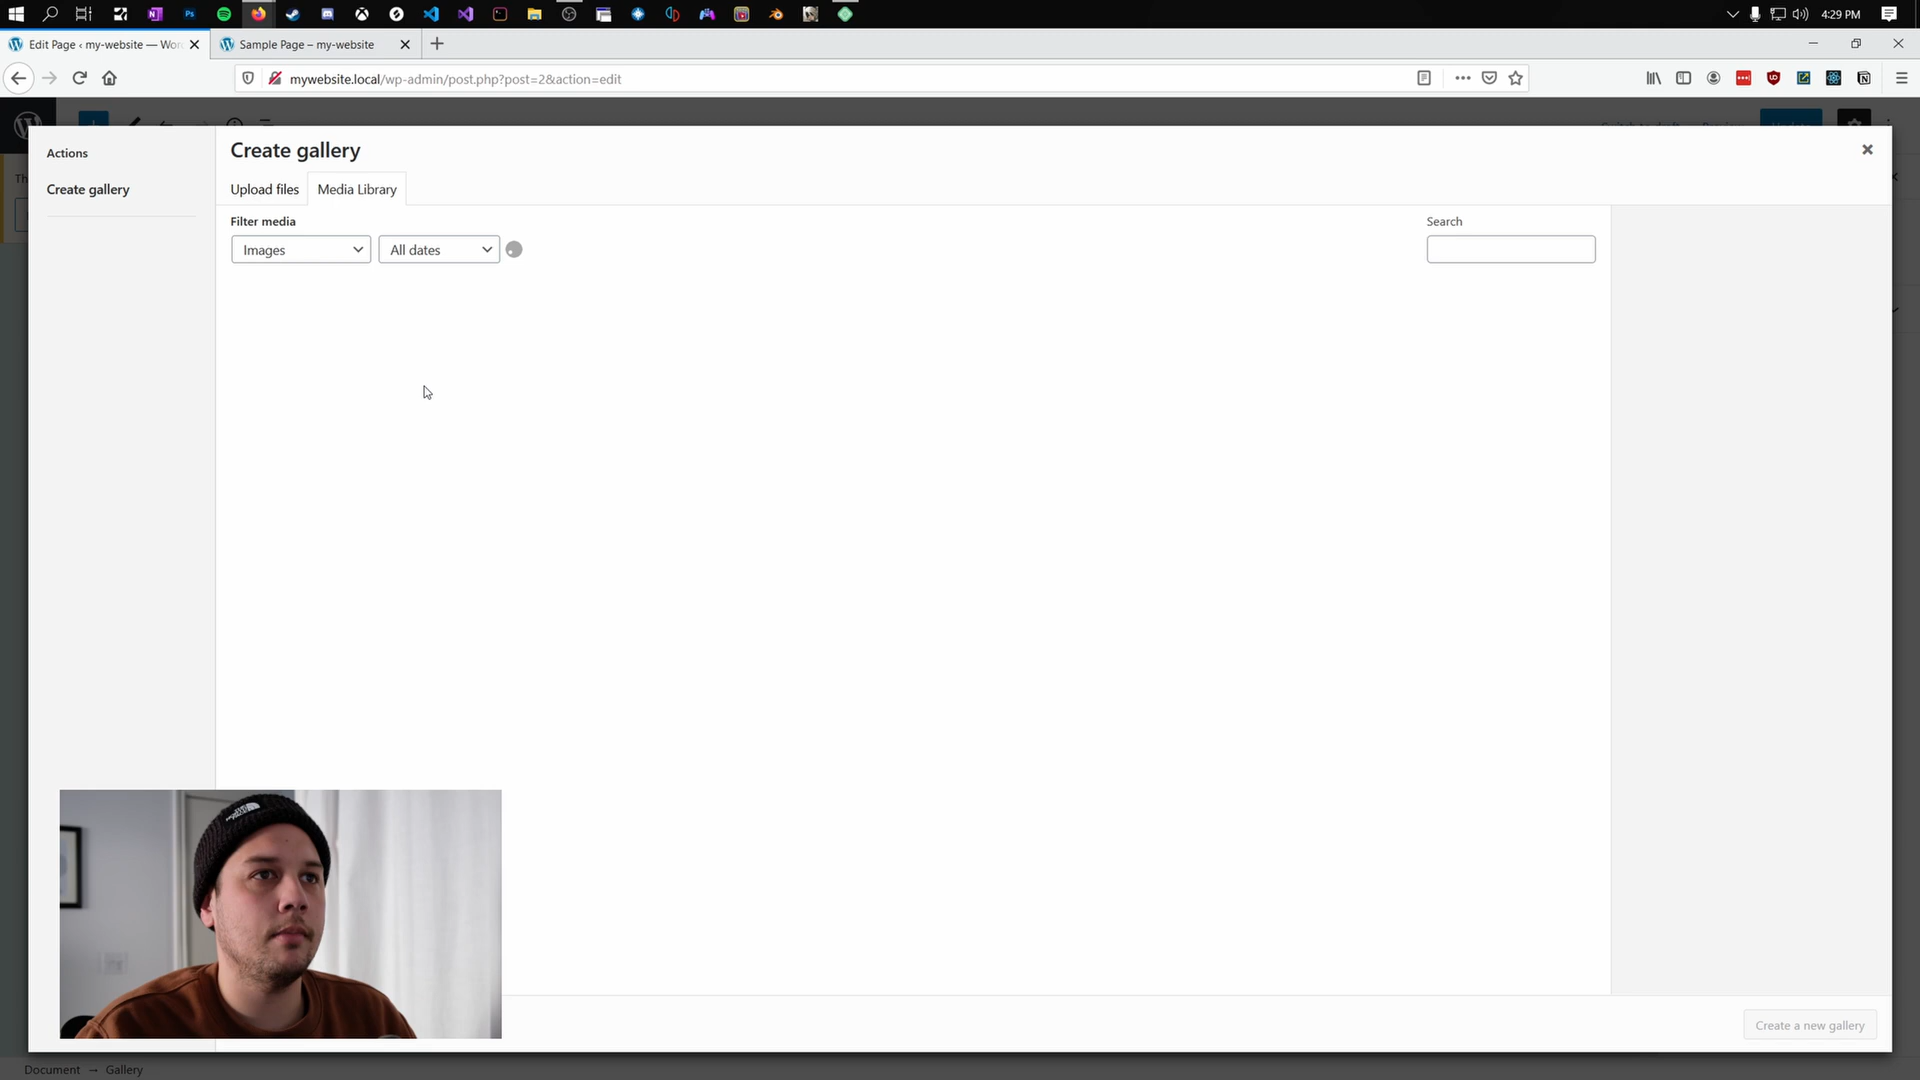 4:29 PM
Edit Page ‹ my-website — Wor
Sample Page – my-website
mywebsite.local/wp-admin/post.php?post=2&action=edit
Actions
Create gallery
Create gallery
Upload files
Media Library
Filter media
Images
All dates
Search
Th
Create a new gallery
Document → Gallery